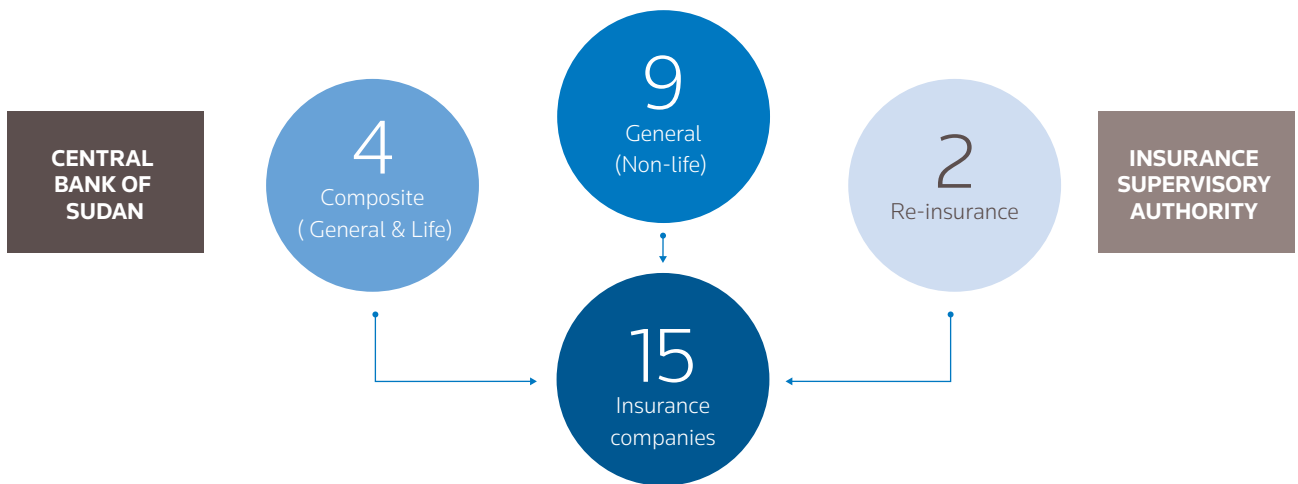 CENTRAL
BANK OF
SUDAN
4
Composite
( General & Life)
9
General
(Non-life)
2
Re-insurance
INSURANCE
SUPERVISORY
AUTHORITY
15
Insurance
companies